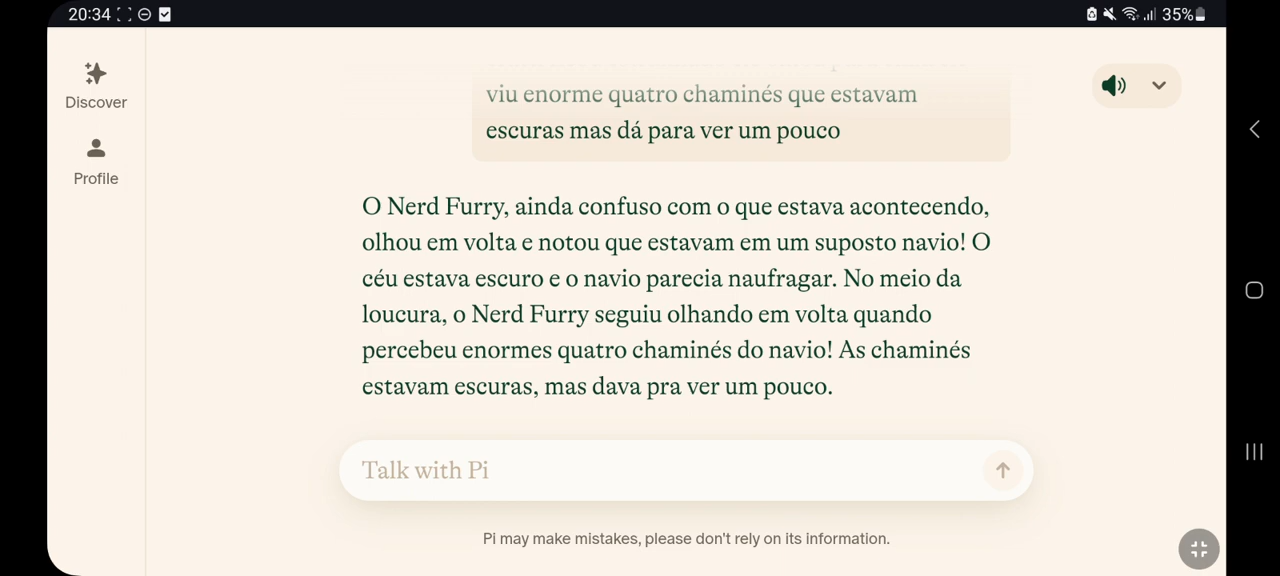 20:34
35%
Discover
Profile
viu enorme quatro chaminés que estavam
escuras mas dá para ver um pouco
O Nerd Furry, ainda confuso com o que estava acontecendo,
olhou em volta e notou que estavam em um suposto navio! O
céu estava escuro e o navio parecia naufragar. No meio da
loucura, o Nerd Furry seguiu olhando em volta quando
percebeu enormes quatro chaminés do navio! As chaminés
estavam escuras, mas dava pra ver um pouco.
Talk with Pi
Pi may make mistakes, please don't rely on its information.